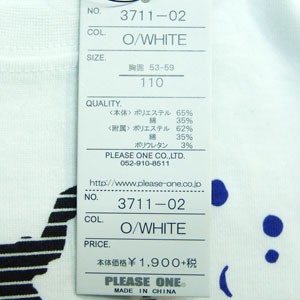 NO. 3711-02
COL. O/WHITE
SIZE.
胸囲 53-59
110
QUALITY.
〈本体〉ポリエステル 65%
綿 35%
〈附属〉ポリエステル 62%
綿 35%
ポリウレタン 3%
PLEASE ONE CO.,LTD.
052-910-8511
http://www.please-one.co.jp
NO. 3711-02
COL. O/WHITE
PRICE.
本体価格 ¥1,900+税
PLEASE ONE.
MADE IN CHINA